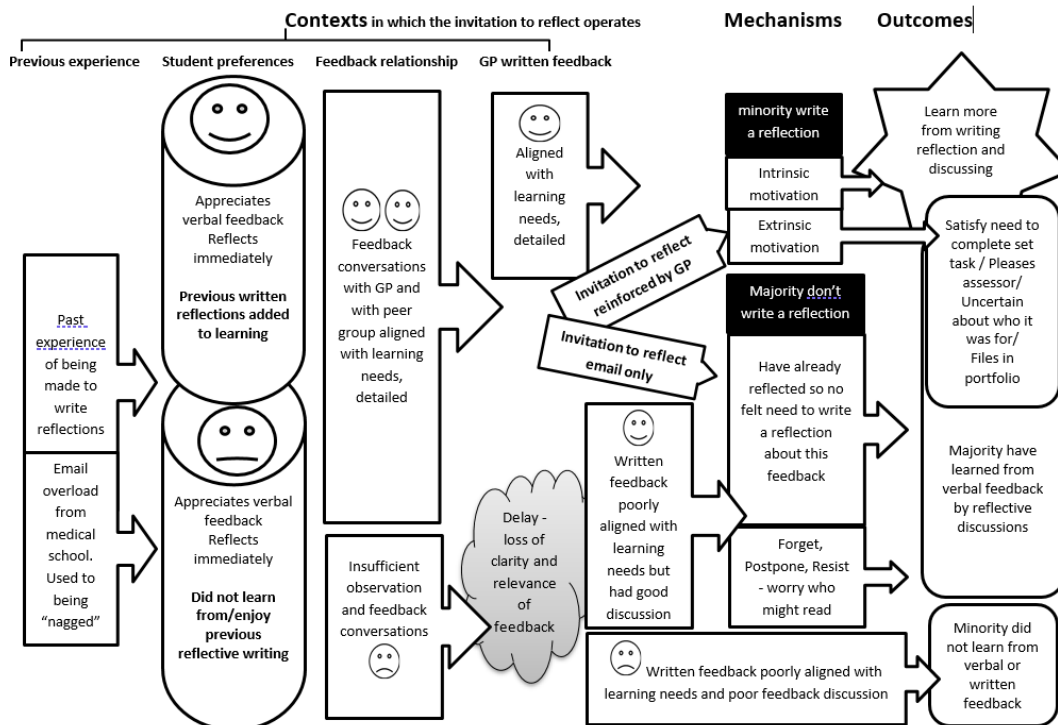 Contexts in which the invitation to reflect operates
Mechanisms
Outcomes
Previous experience
Student preferences
Feedback relationship
GP written feedback
Past
experience
of being
made to
write
reflections
Email
overload
from
medical
school.
Used to
being
“nagged”
Appreciates
verbal feedback
Reflects
immediately
Previous written
reflections added
to learning
Appreciates verbal
feedback
Reflects
immediately
Did not learn
from/enjoy
previous
reflective writing
Feedback
conversations
with GP and
with peer
group aligned
with learning
needs,
detailed
Insufficient
observation
and feedback
conversations
Aligned
with
learning
needs,
detailed
Delay -
loss of
clarity and
relevance
of
feedback
Invitation to reflect
reinforced by GP
Invitation to reflect
email only
Written
feedback
poorly
aligned with
learning
needs but
had good
discussion
Written feedback poorly aligned with
learning needs and poor feedback discussion
minority write
a reflection
Intrinsic
motivation
Extrinsic
motivation
Majority don’t
write a reflection
Have already
reflected so no
felt need to write
a reflection
about this
feedback
Forget,
Postpone, Resist
- worry who
might read
Learn more
from writing
reflection and
discussing
Satisfy need to
complete set
task / Pleases
assessor/
Uncertain
about who it
was for/
Files in
portfolio
Majority have
learned from
verbal feedback
by reflective
discussions
Minority did
not learn from
verbal or
written
feedback